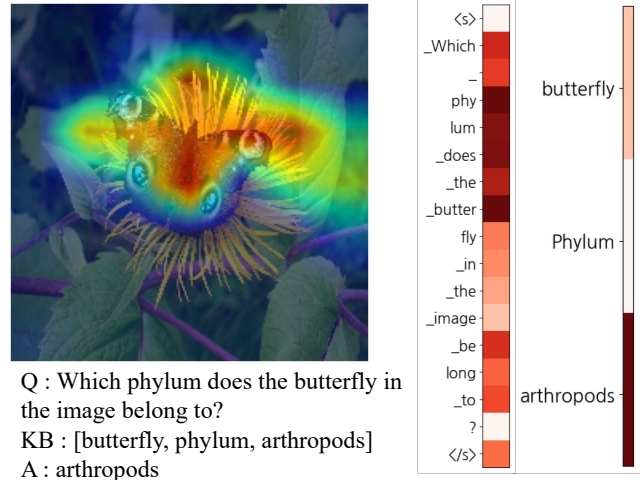 Q : Which phylum does the butterfly in
the image belong to?
KB : [butterfly, phylum, arthropods]
A : arthropods
<s>
_Which
_
phy
lum
_does
_the
_butter
fly
_in
_the
_image
_be
long
_to
?
</s>
butterfly
Phylum
arthropods